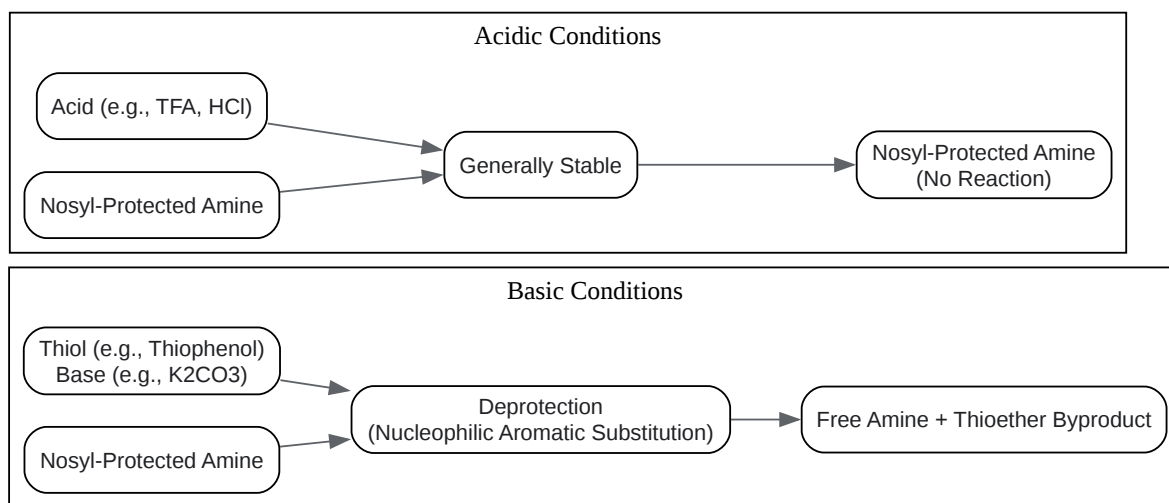 Acidic Conditions
Acid (e.g., TFA, HCl)
Nosyl-Protected Amine
Generally Stable
Nosyl-Protected Amine
(No Reaction)
Basic Conditions
Thiol (e.g., Thiophenol)
Base (e.g., K2CO3)
Nosyl-Protected Amine
Deprotection
(Nucleophilic Aromatic Substitution)
Free Amine + Thioether Byproduct